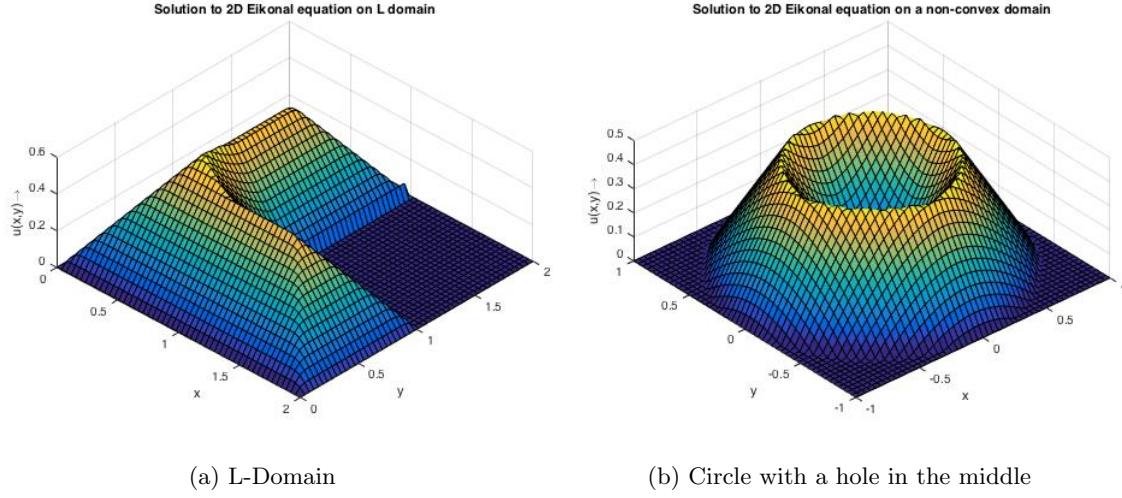 Solution to 2D Eikonal equation on L domain
0.6
0.4
0.2
0
u(x,y)→
0
0.5
1
1.5
2
x
0
0.5
1
1.5
2
y
Solution to 2D Eikonal equation on a non-convex domain
0.5
0.4
0.3
0.2
0.1
0
u(x,y)→
1
0.5
0
-0.5
-1
y
-1
-0.5
0
0.5
x
(a) L-Domain
(b) Circle with a hole in the middle